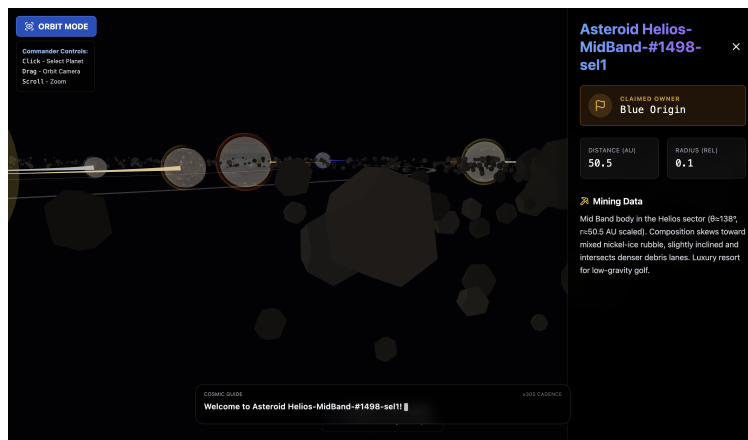 ORBIT MODE
Commander Controls:
Click - Select Planet
Drag - Orbit Camera
Scroll - Zoom
Asteroid Helios-
MidBand-#1498-
sel1
CLAIMED OWNER
Blue Origin
DISTANCE (AU)
50.5
RADIUS (REL)
0.1
Mining Data
Mid Band body in the Helios sector (θ≈138°,
r≈50.5 AU scaled). Composition skews toward
mixed nickel-ice rubble, slightly inclined and
intersects denser debris lanes. Luxury resort
for low-gravity golf.
COSMIC GUIDE
≤30S CADENCE
Welcome to Asteroid Helios-MidBand-#1498-sel1!